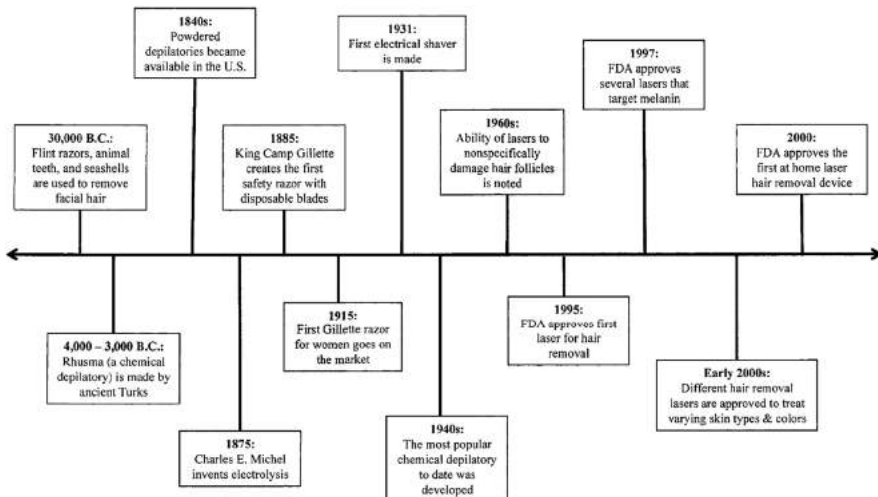 30,000 B.C.:
Flint razors, animal
teeth, and seashells
are used to remove
facial hair
4,000 – 3,000 B.C.:
Rhusma (a chemical
depilatory) is made by
ancient Turks
1840s:
Powdered
depilatories became
available in the U.S.
1875:
Charles E. Michel
invents electrolysis
1885:
King Camp Gillette
creates the first
safety razor with
disposable blades
1915:
First Gillette razor
for women goes on
the market
1931:
First electrical shaver
is made
1940s:
The most popular
chemical depilatory
to date was
developed
1960s:
Ability of lasers to
nonspecifically
damage hair follicles
is noted
1995:
FDA approves first
laser for hair
removal
1997:
FDA approves
several lasers that
target melanin
Early 2000s:
Different hair removal
lasers are approved to treat
varying skin types & colors
2000:
FDA approves the
first at home laser
hair removal device